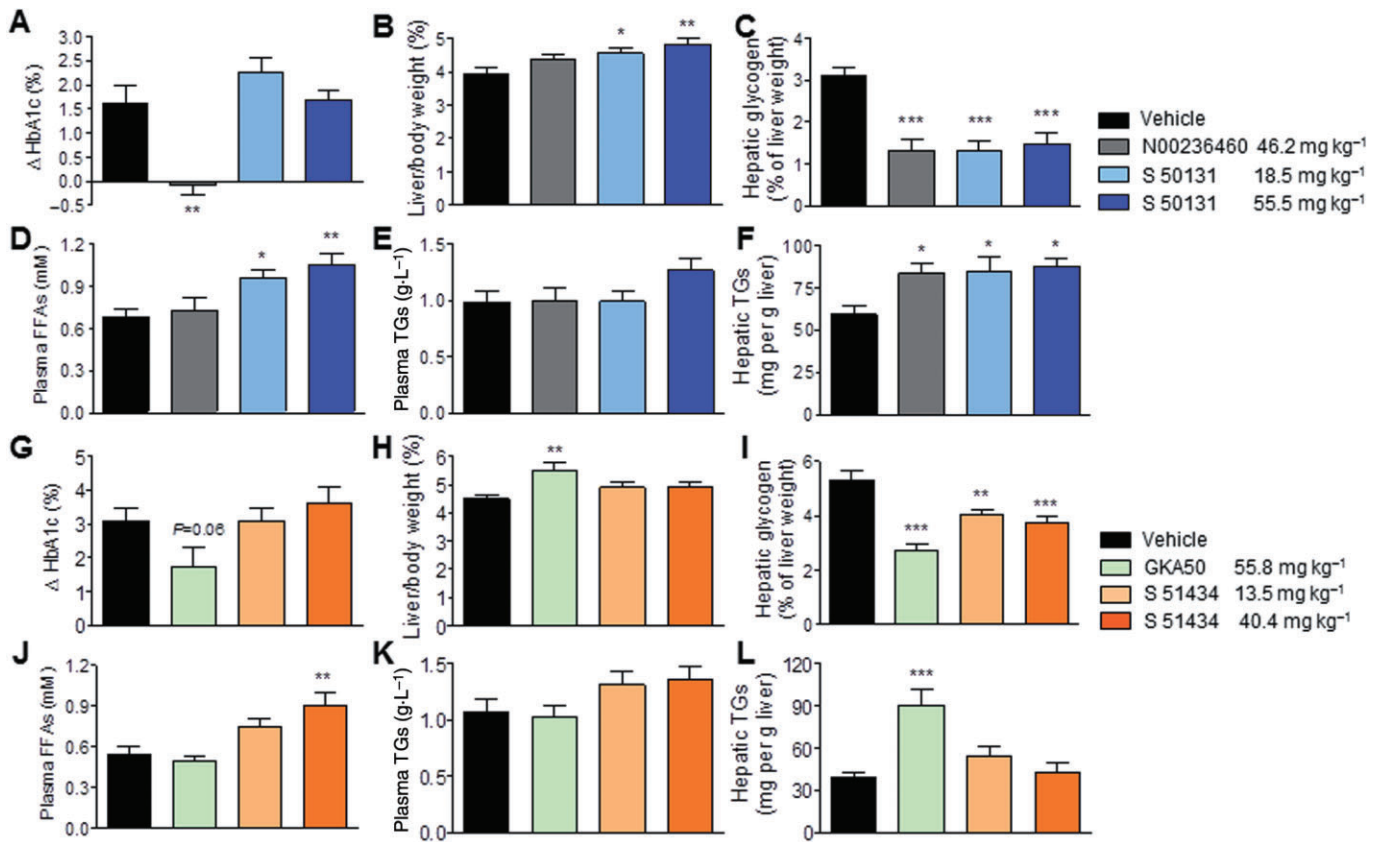 A
Δ HbA1c (%)
3.0
2.5
2.0
1.5
1.0
0.5
0.0
–0.5
**
B
Liver/body weight (%)
5
4
3
2
1
0
*
**
C
Hepatic glycogen
(% of liver weight)
4
3
2
1
0
***
***
***
Vehicle
N00236460 46.2 mg kg⁻¹
S 50131 18.5 mg kg⁻¹
S 50131 55.5 mg kg⁻¹
D
Plasma FFAs (mM)
1.2
0.9
0.6
0.3
0.0
*
**
E
Plasma TGs (g·L⁻¹)
1.5
1.0
0.5
0.0
F
Hepatic TGs
(mg per g liver)
100
75
50
25
0
*
*
*
G
Δ HbA1c (%)
5
4
3
2
1
0
P=0.06
H
Liver/body weight (%)
6
5
4
3
2
1
0
**
I
Hepatic glycogen
(% of liver weight)
6
4
2
0
***
**
***
Vehicle
GKA50 55.8 mg kg⁻¹
S 51434 13.5 mg kg⁻¹
S 51434 40.4 mg kg⁻¹
J
Plasma FFAs (mM)
1.2
0.9
0.6
0.3
0.0
**
K
Plasma TGs (g·L⁻¹)
1.5
1.0
0.5
0.0
L
Hepatic TGs
(mg per g liver)
120
90
60
30
0
***